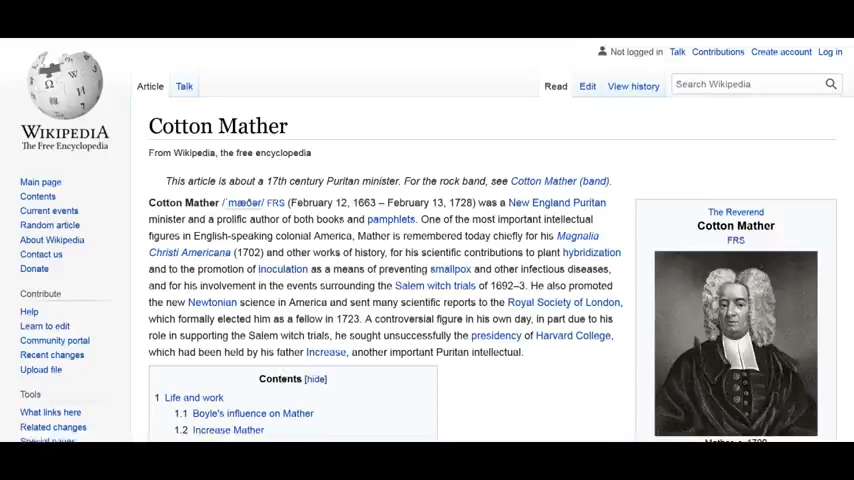 Not logged in Talk Contributions Create account Log in
Article Talk Read Edit View history Search Wikipedia
WIKIPEDIA
The Free Encyclopedia
Main page
Contents
Current events
Random article
About Wikipedia
Contact us
Donate
Contribute
Help
Learn to edit
Community portal
Recent changes
Upload file
Tools
What links here
Related changes
Special pages
Cotton Mather
From Wikipedia, the free encyclopedia
This article is about a 17th century Puritan minister. For the rock band, see Cotton Mather (band).
Cotton Mather /ˈmæðər/ FRS (February 12, 1663 – February 13, 1728) was a New England Puritan
minister and a prolific author of both books and pamphlets. One of the most important intellectual
figures in English-speaking colonial America, Mather is remembered today chiefly for his Magnalia
Christi Americana (1702) and other works of history, for his scientific contributions to plant hybridization
and to the promotion of inoculation as a means of preventing smallpox and other infectious diseases,
and for his involvement in the events surrounding the Salem witch trials of 1692–3. He also promoted
the new Newtonian science in America and sent many scientific reports to the Royal Society of London,
which formally elected him as a fellow in 1723. A controversial figure in his own day, in part due to his
role in supporting the Salem witch trials, he sought unsuccessfully the presidency of Harvard College,
which had been held by his father Increase, another important Puritan intellectual.
Contents [hide]
1 Life and work
1.1 Boyle's influence on Mather
1.2 Increase Mather
The Reverend
Cotton Mather
FRS
Mather, c. 1700